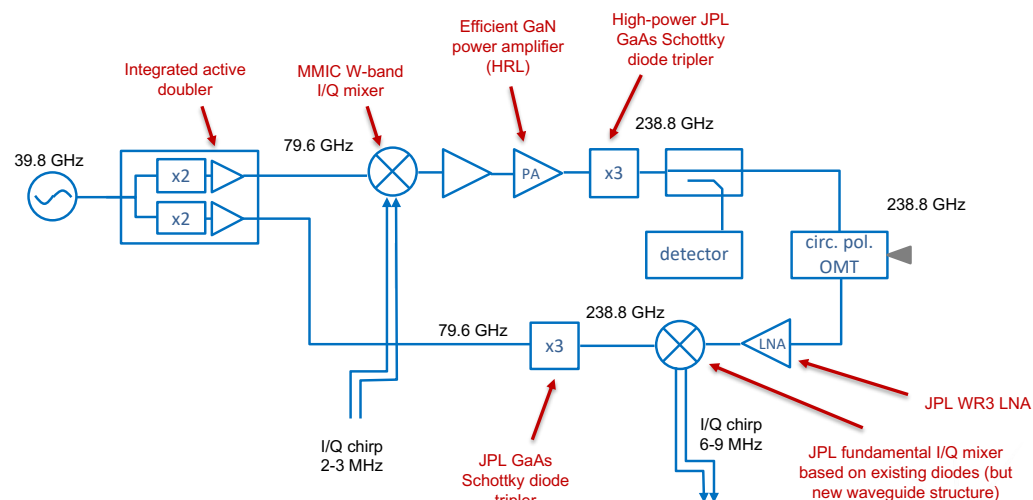 High-power JPL
GaAs Schottky
diode tripler
Efficient GaN
power amplifier
(HRL)
Integrated active
doubler
MMIC W-band
I/Q mixer
39.8 GHz
79.6 GHz
238.8 GHz
x2
x2
PA
x3
detector
238.8 GHz
circ. pol.
OMT
79.6 GHz
238.8 GHz
x3
LNA
I/Q chirp
2-3 MHz
I/Q chirp
6-9 MHz
JPL WR3 LNA
JPL GaAs
Schottky diode
tripler
JPL fundamental I/Q mixer
based on existing diodes (but
new waveguide structure)